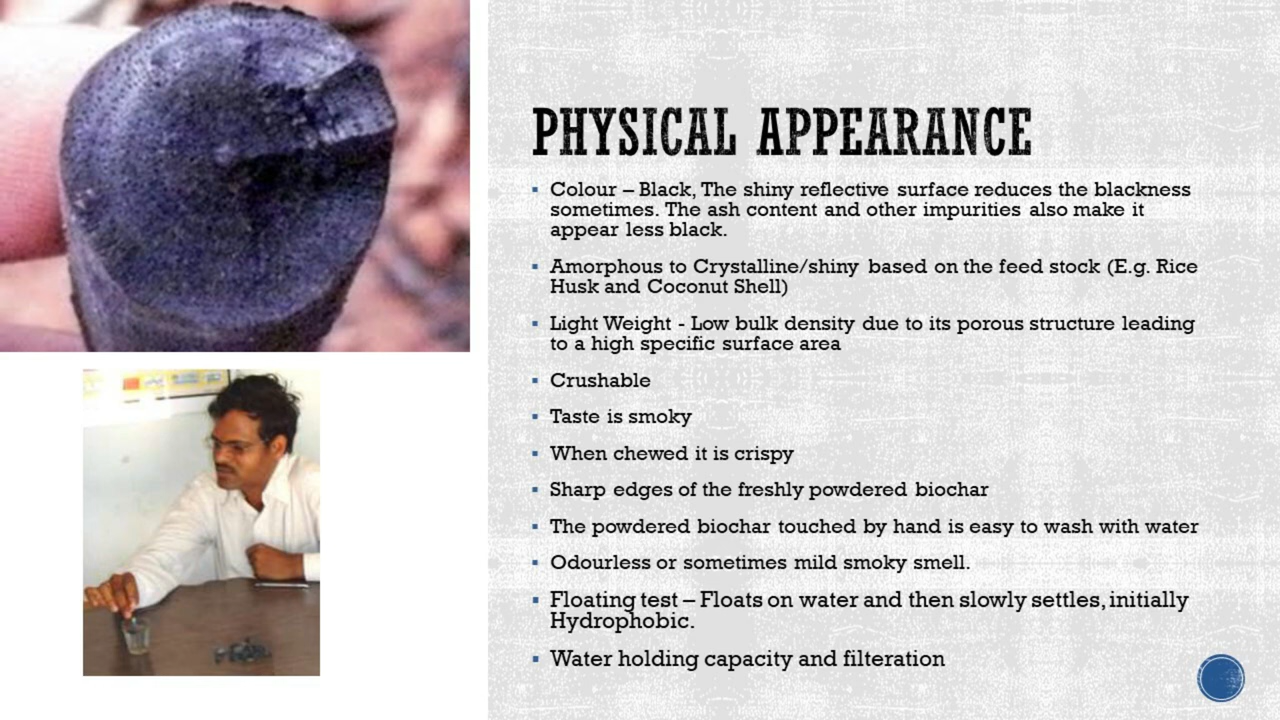 PHYSICAL APPEARANCE
▪ Colour – Black, The shiny reflective surface reduces the blackness
sometimes. The ash content and other impurities also make it
appear less black.
▪ Amorphous to Crystalline/shiny based on the feed stock (E.g. Rice
Husk and Coconut Shell)
▪ Light Weight - Low bulk density due to its porous structure leading
to a high specific surface area
▪ Crushable
▪ Taste is smoky
▪ When chewed it is crispy
▪ Sharp edges of the freshly powdered biochar
▪ The powdered biochar touched by hand is easy to wash with water
▪ Odourless or sometimes mild smoky smell.
▪ Floating test – Floats on water and then slowly settles, initially
Hydrophobic.
▪ Water holding capacity and filteration